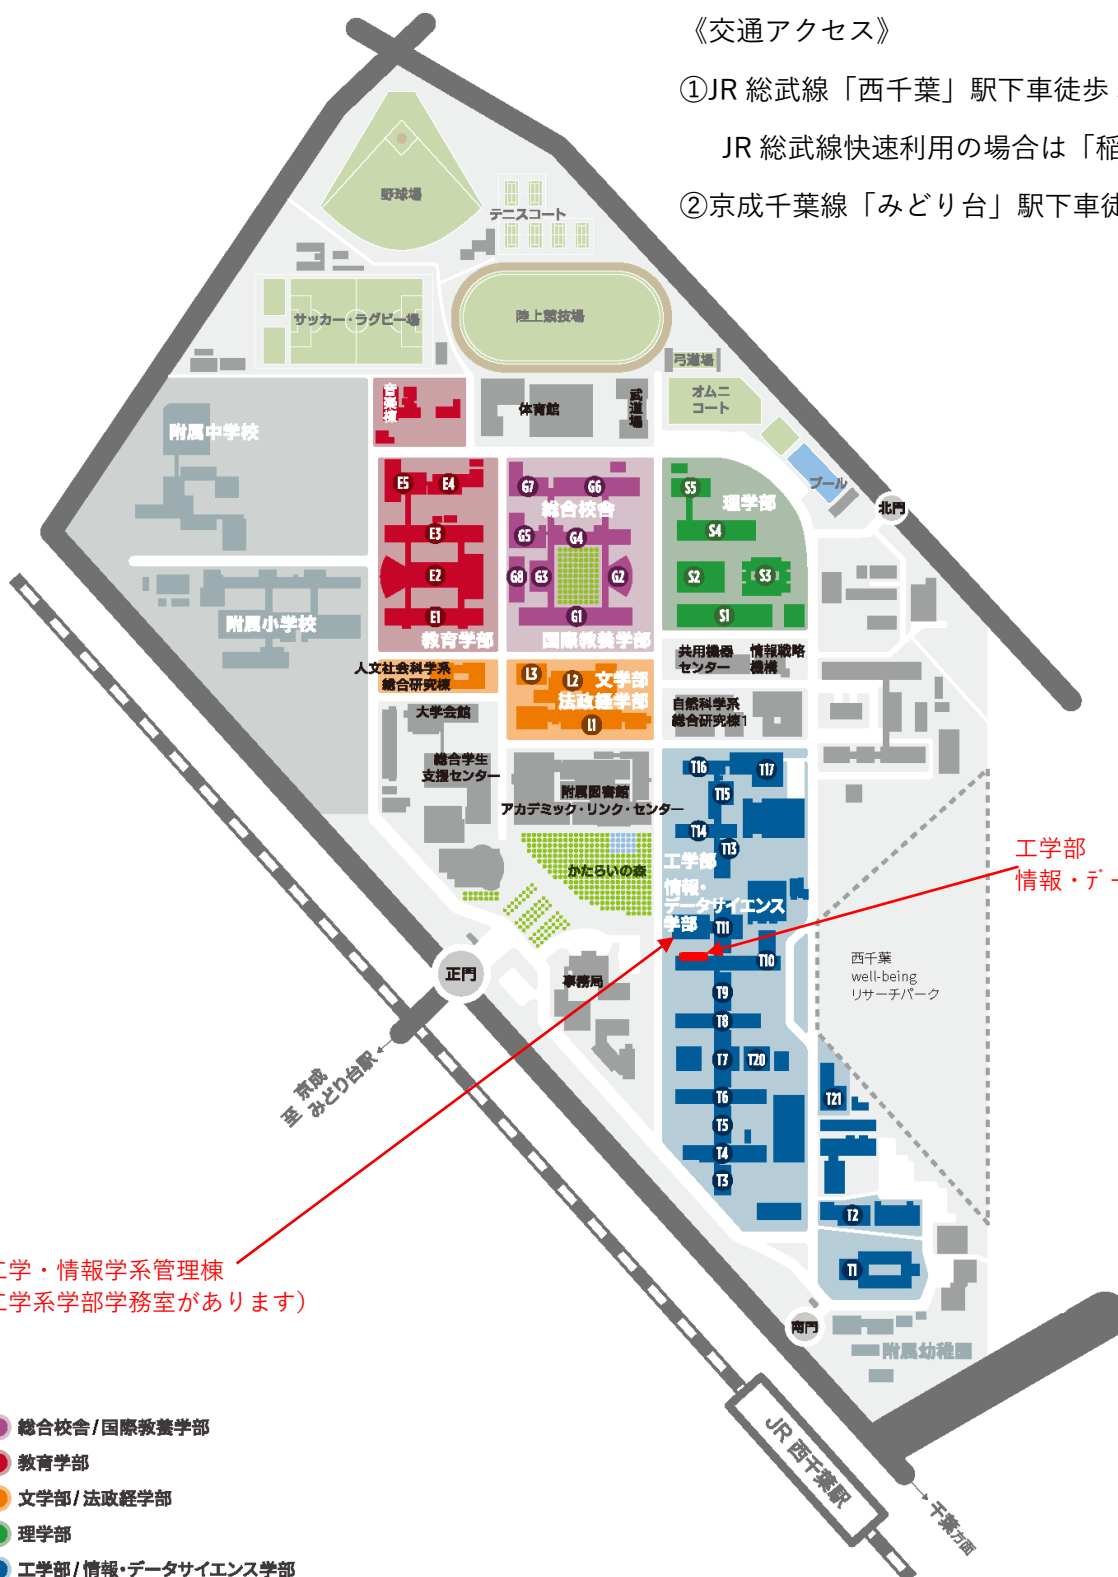 《交通アクセス》
①JR 総武線「西千葉」駅下車徒歩
JR 総武線快速利用の場合は「稲
②京成千葉線「みどり台」駅下車徒
野球場
テニスコート
サッカー・ラグビー場
陸上競技場
弓道場
オムニ
コート
プール
北門
音楽棟
体育館
武道場
附属中学校
附属小学校
E5
E4
E3
E2
E1
教育学部
G7
G6
総合校舎
G5
G4
G8
G3
G2
G1
国際教養学部
S5
理学部
S4
S2
S3
S1
人文社会科学系
総合研究棟
L3
L2
文学部
法政経学部
L1
共用機器
センター
情報戦略
機構
自然科学系
総合研究棟1
大学会館
総合学生
支援センター
附属図書館
アカデミック・リンク・センター
かたらいの森
T16
T17
T15
T14
T13
工学部
情報・
データサイエンス
学部
T11
T10
T9
T8
T7
T20
T6
T5
T4
T3
T21
T2
T1
工学部
情報・データ
西千葉
well-being
リサーチパーク
正門
事務局
至 京成
みどり台駅
工学・情報学系管理棟
工学系学部学務室があります）
南門
附属幼稚園
JR 西千葉駅
千葉方面
総合校舎/国際教養学部
教育学部
文学部/法政経学部
理学部
工学部/情報・データサイエンス学部